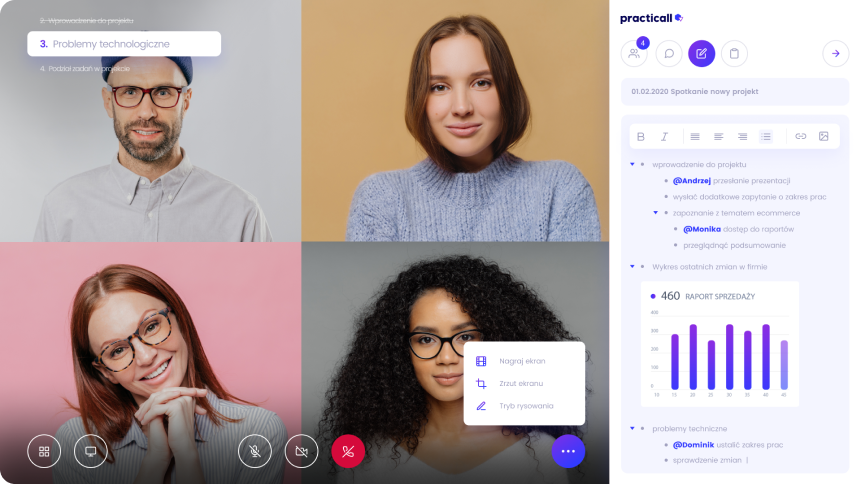 2. Wprowadzenie do projektu
3. Problemy technologiczne
4. Podział zadań w projekcie
practicall
4
01.02.2020 Spotkanie nowy projekt
B I
wprowadzenie do projektu
@Andrzej przesłanie prezentacji
wysłać dodatkowe zapytanie o zakres prac
zapoznanie z tematem ecommerce
@Monika dostęp do raportów
przeglądnąć podsumowanie
Wykres ostatnich zmian w firmie
460 RAPORT SPRZEDAŻY
400
300
200
100
0
10 15 20 25 30 35 40 45
problemy techniczne
@Dominik ustalić zakres prac
sprawdzenie zmian |
Nagraj ekran
Zrzut ekranu
Tryb rysowania